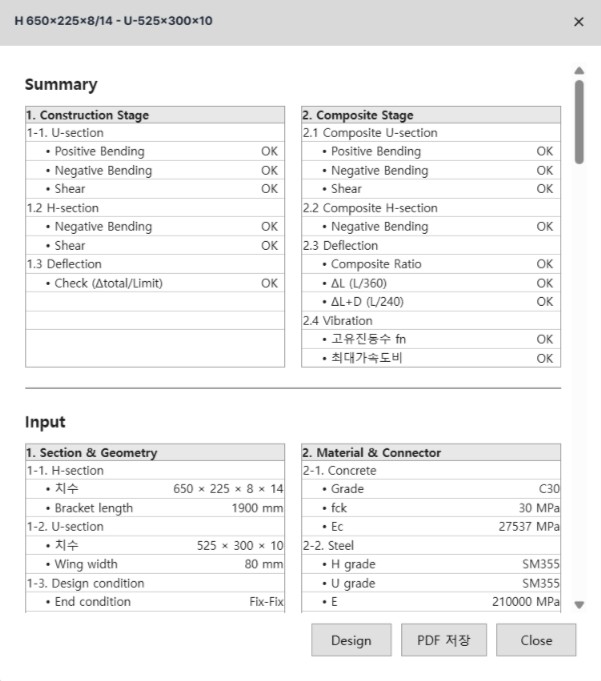 H 650×225×8/14 - U-525×300×10 ×
Summary
1. Construction Stage
1-1. U-section
• Positive Bending OK
• Negative Bending OK
• Shear OK
1.2 H-section
• Negative Bending OK
• Shear OK
1.3 Deflection
• Check (Δtotal/Limit) OK
2. Composite Stage
2.1 Composite U-section
• Positive Bending OK
• Negative Bending OK
• Shear OK
2.2 Composite H-section
• Negative Bending OK
2.3 Deflection
• Composite Ratio OK
• ΔL (L/360) OK
• ΔL+D (L/240) OK
2.4 Vibration
• 고유진동수 fn OK
• 최대가속도비 OK
Input
1. Section & Geometry
1-1. H-section
• 치수 650 × 225 × 8 × 14
• Bracket length 1900 mm
1-2. U-section
• 치수 525 × 300 × 10
• Wing width 80 mm
1-3. Design condition
• End condition Fix-Fix
2. Material & Connector
2-1. Concrete
• Grade C30
• fck 30 MPa
• Ec 27537 MPa
2-2. Steel
• H grade SM355
• U grade SM355
• E 210000 MPa
Design PDF 저장 Close